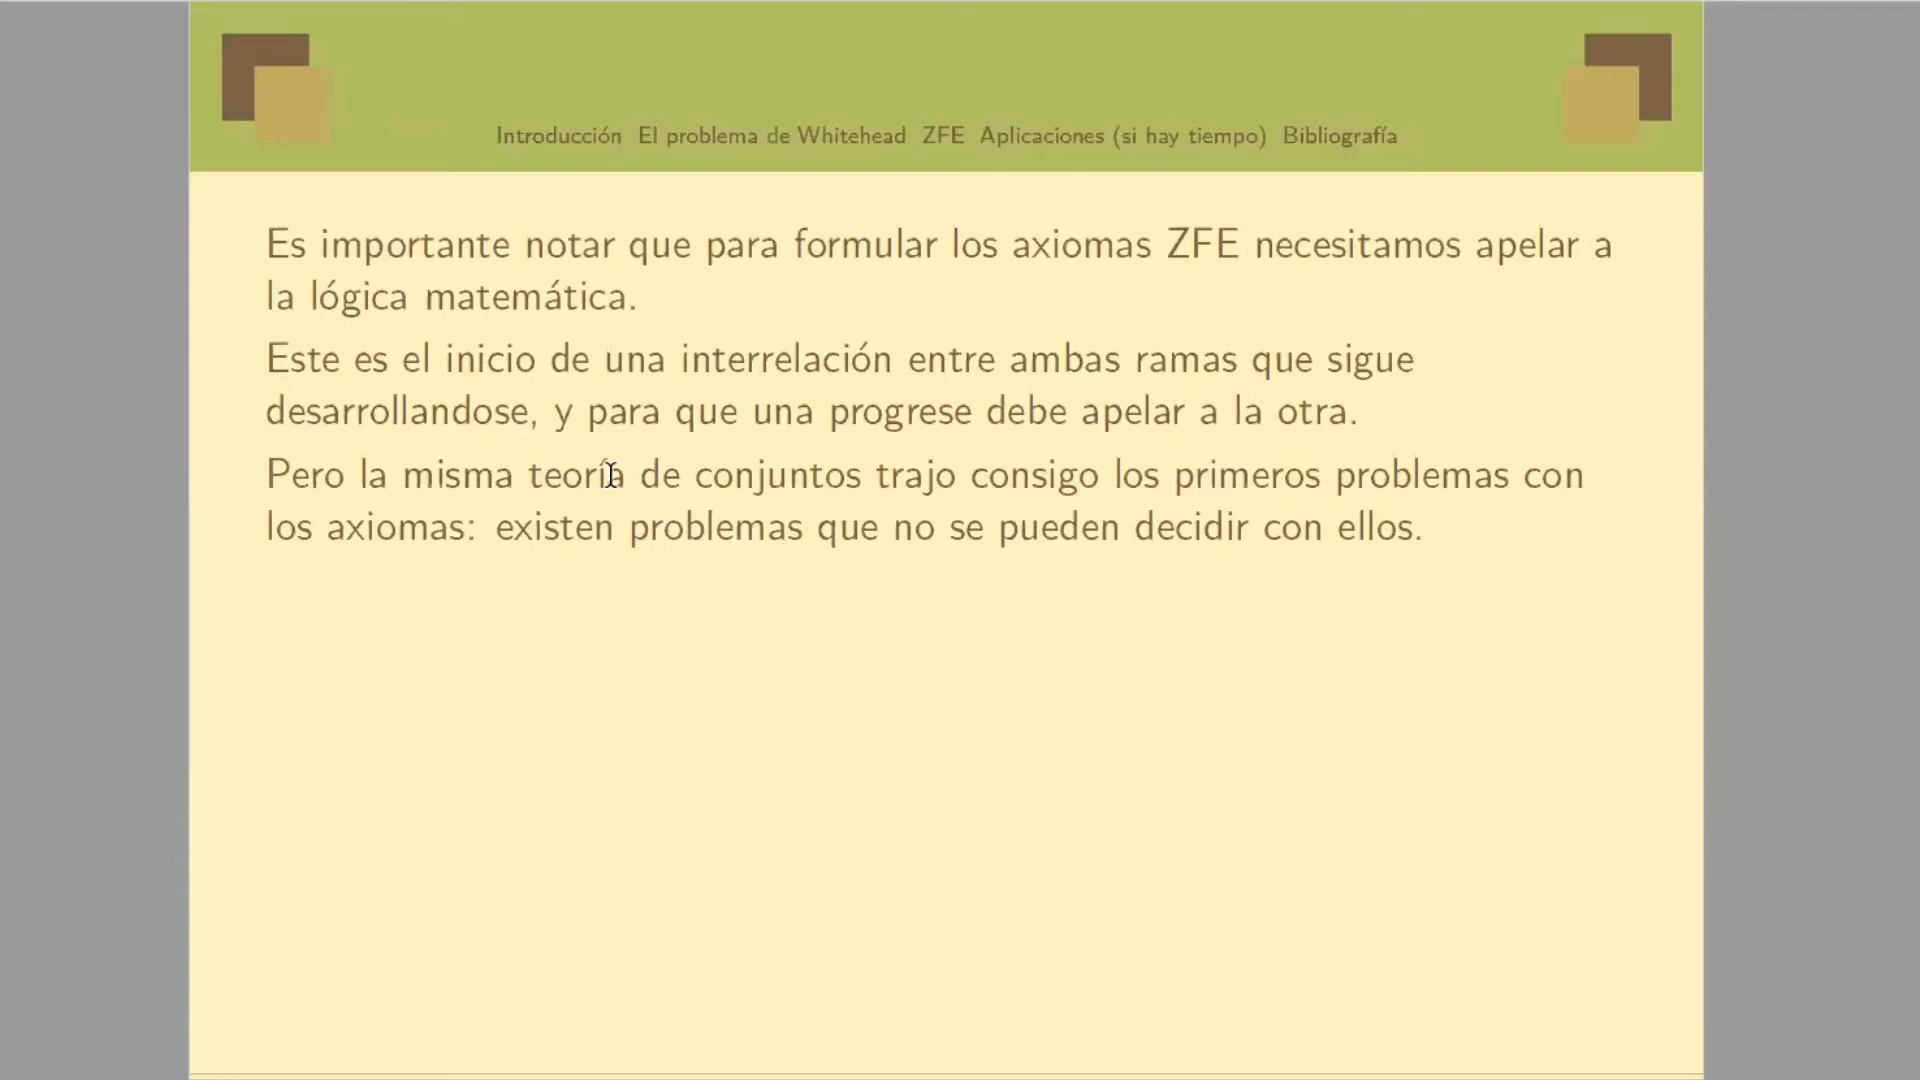 Introducción El problema de Whitehead ZFE Aplicaciones (si hay tiempo) Bibliografía
Es importante notar que para formular los axiomas ZFE necesitamos apelar a
la lógica matemática.
Este es el inicio de una interrelación entre ambas ramas que sigue
desarrollandose, y para que una progrese debe apelar a la otra.
Pero la misma teoría de conjuntos trajo consigo los primeros problemas con
los axiomas: existen problemas que no se pueden decidir con ellos.